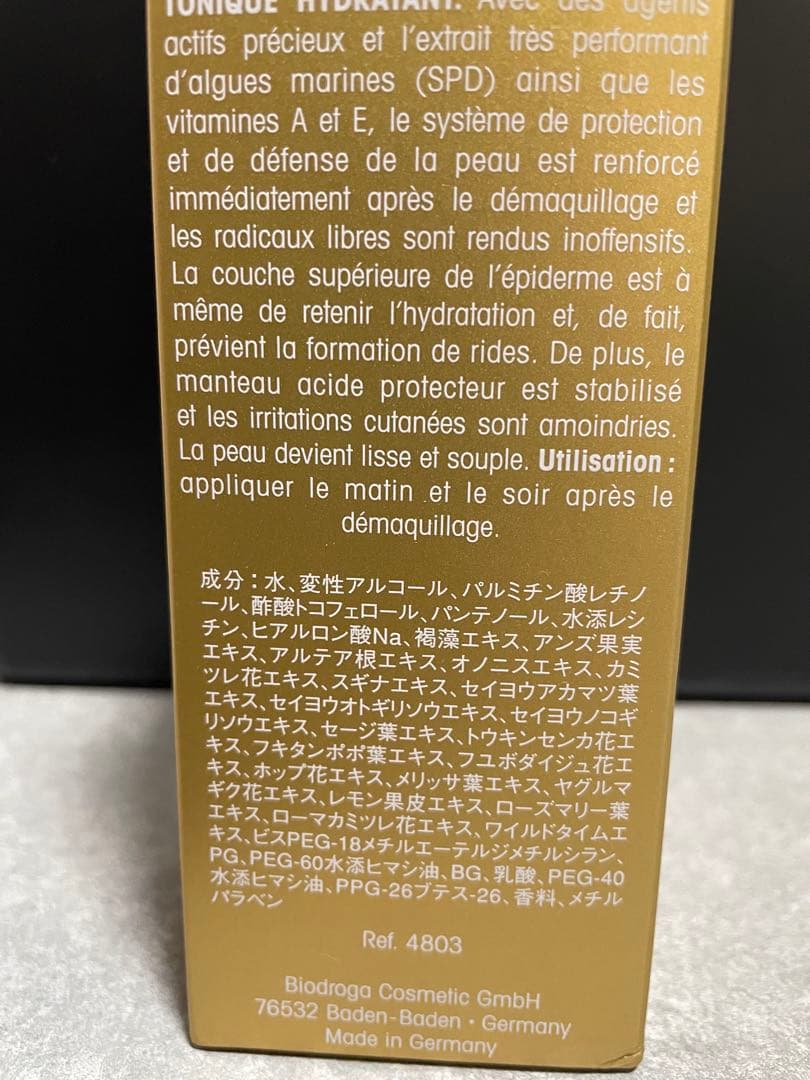 TONIQUE HYDRATANT. Avec des agents
actifs précieux et l'extrait très performant
d'algues marines (SPD) ainsi que les
vitamines A et E, le système de protection
et de défense de la peau est renforcé
immédiatement après le démaquillage et
les radicaux libres sont rendus inoffensifs.
La couche supérieure de l'épiderme est à
même de retenir l'hydratation et, de fait,
prévient la formation de rides. De plus, le
manteau acide protecteur est stabilisé
et les irritations cutanées sont amoindries.
La peau devient lisse et souple. Utilisation :
appliquer le matin et le soir après le
démaquillage.
成分：水、変性アルコール、パルミチン酸レチノ
ール、酢酸トコフェロール、パンテノール、水添レシ
チン、ヒアルロン酸Na、褐藻エキス、アンズ果実
エキス、アルテア根エキス、オノニスエキス、カミ
ツレ花エキス、スギナエキス、セイヨウアカマツ葉
エキス、セイヨウオトギリソウエキス、セイヨウノコギ
リソウエキス、セージ葉エキス、トウキンセンカ花エ
キス、フキタンポポ葉エキス、フユボダイジュ花エ
キス、ホップ花エキス、メリッサ葉エキス、ヤグルマ
ギク花エキス、レモン果皮エキス、ローズマリー葉
エキス、ローマカミツレ花エキス、ワイルドタイムエ
キス、ビスPEG-18メチルエーテルジメチルシラン、
PG、PEG-60水添ヒマシ油、BG、乳酸、PEG-40
水添ヒマシ油、PPG-26ブテス-26、香料、メチル
パラベン
Ref. 4803
Biodroga Cosmetic GmbH
76532 Baden-Baden • Germany
Made in Germany